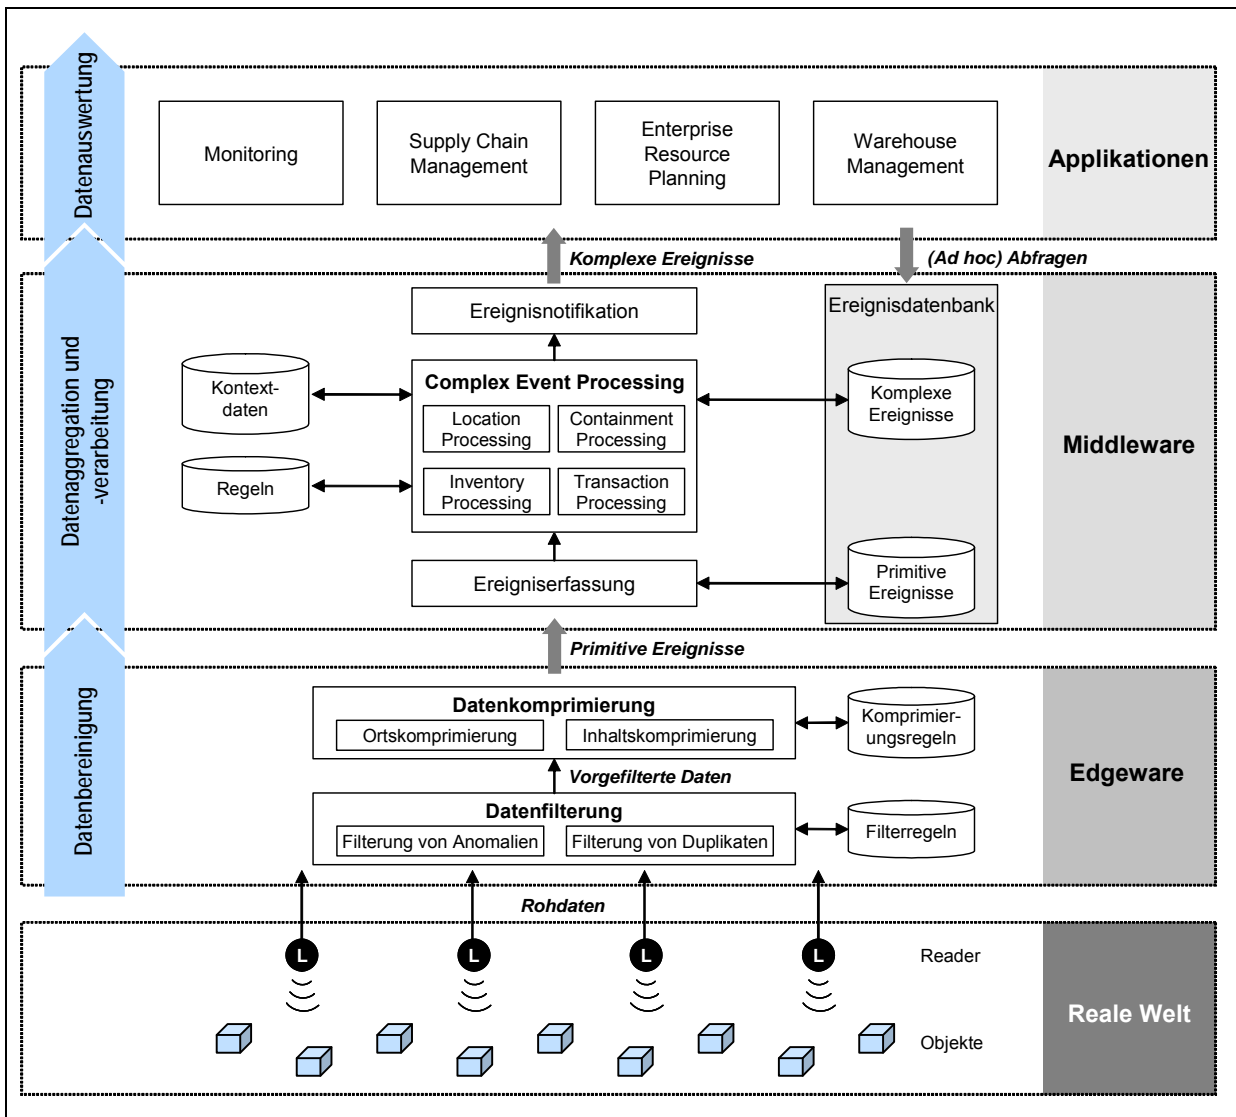 Datenauswertung
Monitoring
Supply Chain
Management
Enterprise
Resource
Planning
Warehouse
Management
Applikationen
Komplexe Ereignisse
(Ad hoc) Abfragen
Datenaggregation und
-verarbeitung
Ereignisnotifikation
Ereignisdatenbank
Kontext-
daten
Complex Event Processing
Location
Processing
Containment
Processing
Komplexe
Ereignisse
Middleware
Regeln
Inventory
Processing
Transaction
Processing
Ereigniserfassung
Primitive
Ereignisse
Primitive Ereignisse
Datenbereinigung
Datenkomprimierung
Ortskomprimierung
Inhaltskomprimierung
Komprimier-
ungsregeln
Vorgefilterte Daten
Edgeware
Datenfilterung
Filterung von Anomalien
Filterung von Duplikaten
Filterregeln
Rohdaten
L
L
L
L
Reader
Reale Welt
Objekte